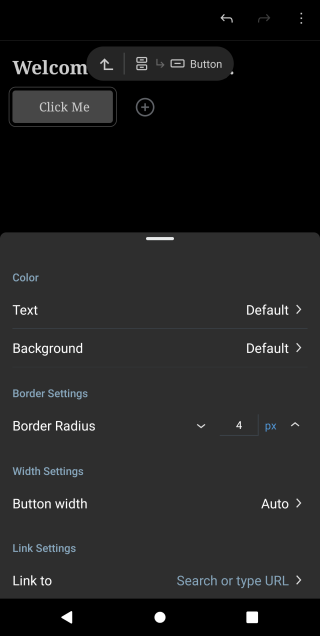 Welcom
Button
Click Me
Color
Text Default
Background Default
Border Settings
Border Radius 4 px
Width Settings
Button width Auto
Link Settings
Link to Search or type URL